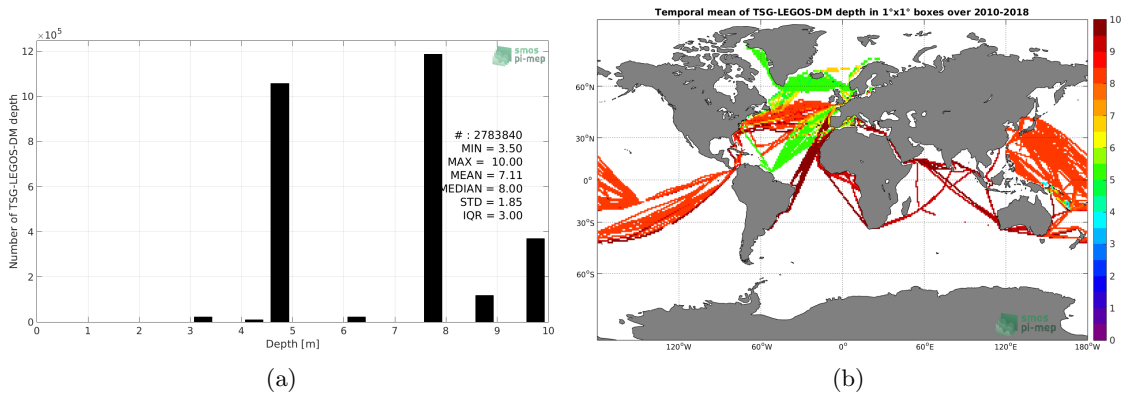 ×10⁵
12
10
8
6
4
2
0
Number of TSG-LEGOS-DM depth
smos
pi-mep
# : 2783840
MIN = 3.50
MAX = 10.00
MEAN = 7.11
MEDIAN = 8.00
STD = 1.85
IQR = 3.00
0 1 2 3 4 5 6 7 8 9 10
Depth [m]
(a)
Temporal mean of TSG-LEGOS-DM depth in 1°x1° boxes over 2010-2018
60°N
30°N
0°
30°S
60°S
120°W 60°W 0° 60°E 120°E 180°W
smos
pi-mep
10
9
8
7
6
5
4
3
2
1
0
(b)